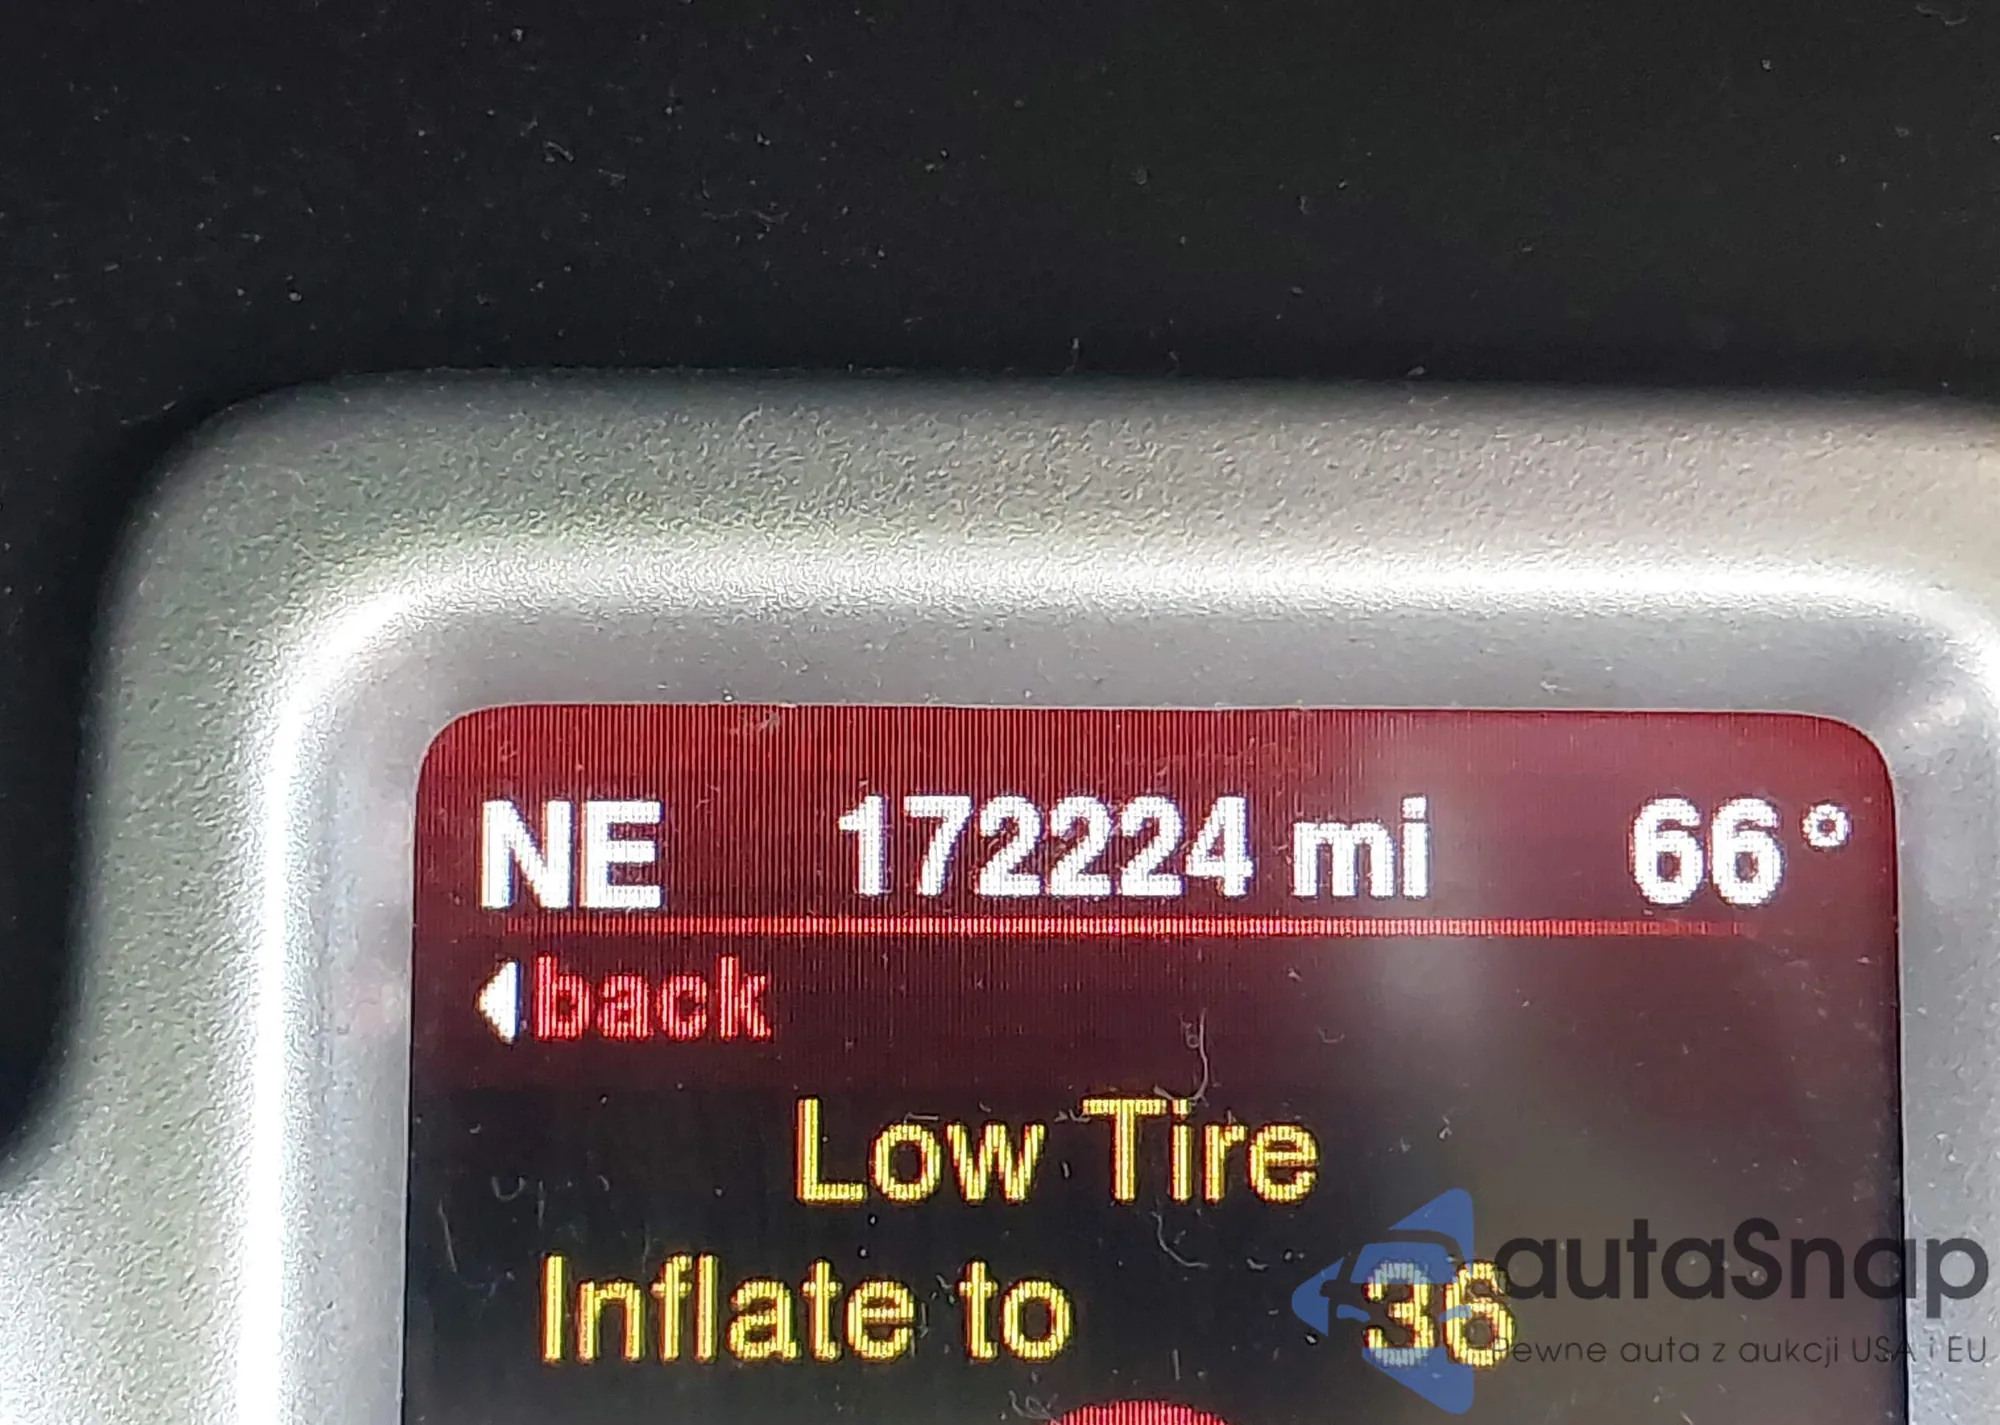 NE 172224 mi 66°
back
Low Tire
Inflate to 36
autaSnap
Pewne auta z aukcji USA i EU